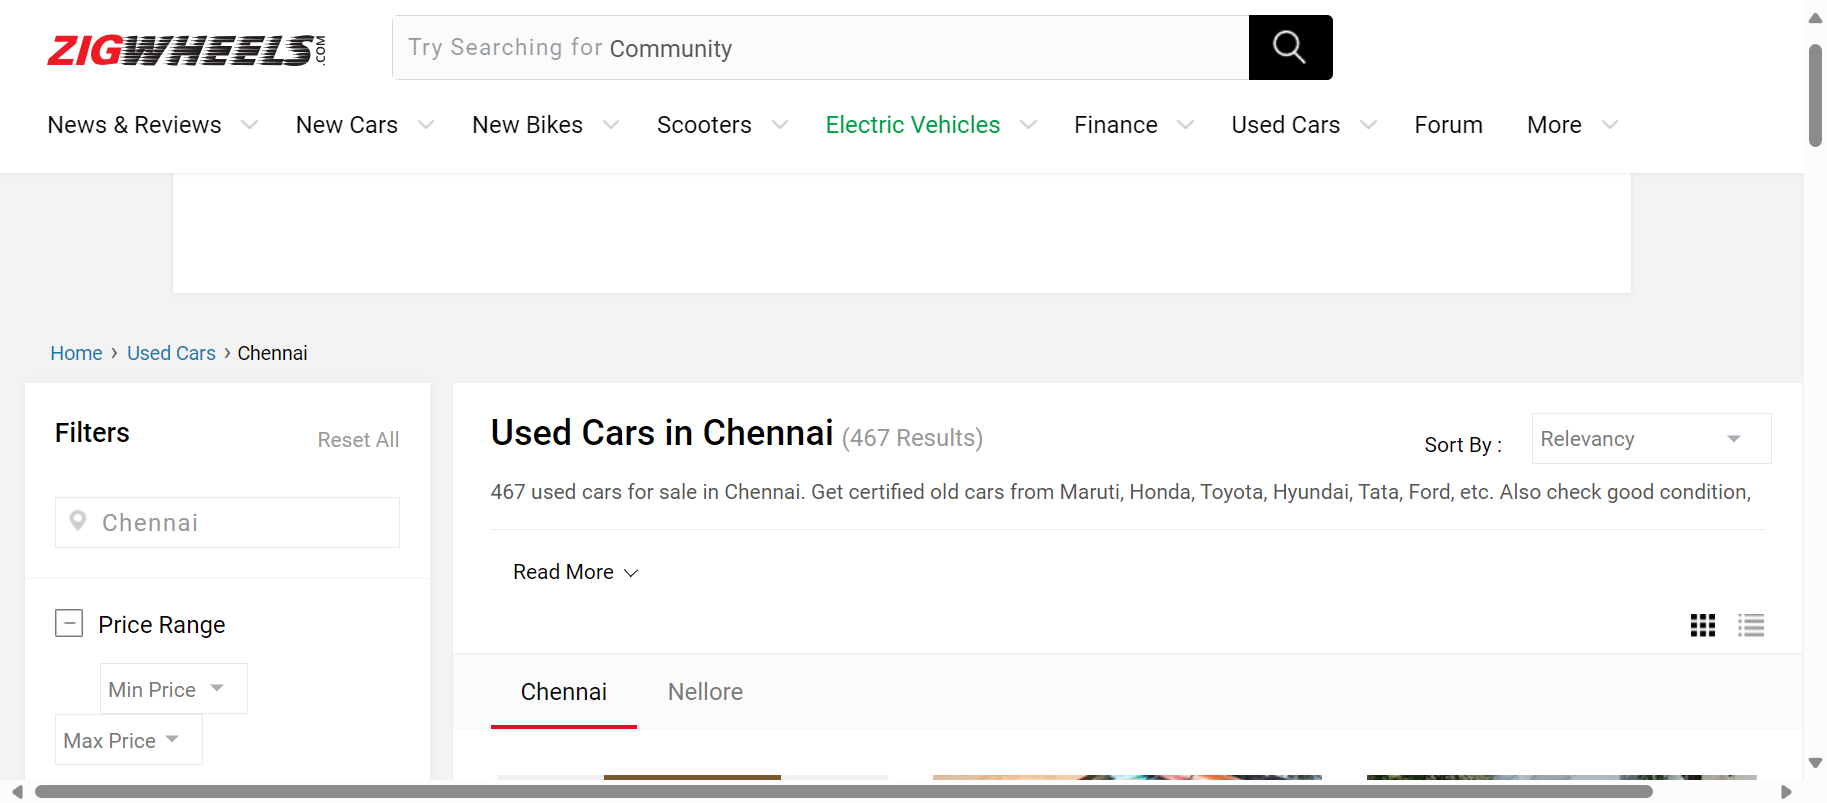 ZIGWHEELS.COM
Try Searching for Community
News & Reviews New Cars New Bikes Scooters Electric Vehicles Finance Used Cars Forum More
Home › Used Cars › Chennai
Filters
Reset All
Chennai
Price Range
Min Price
Max Price
Used Cars in Chennai (467 Results)
Sort By : Relevancy
467 used cars for sale in Chennai. Get certified old cars from Maruti, Honda, Toyota, Hyundai, Tata, Ford, etc. Also check good condition,
Read More
Chennai Nellore